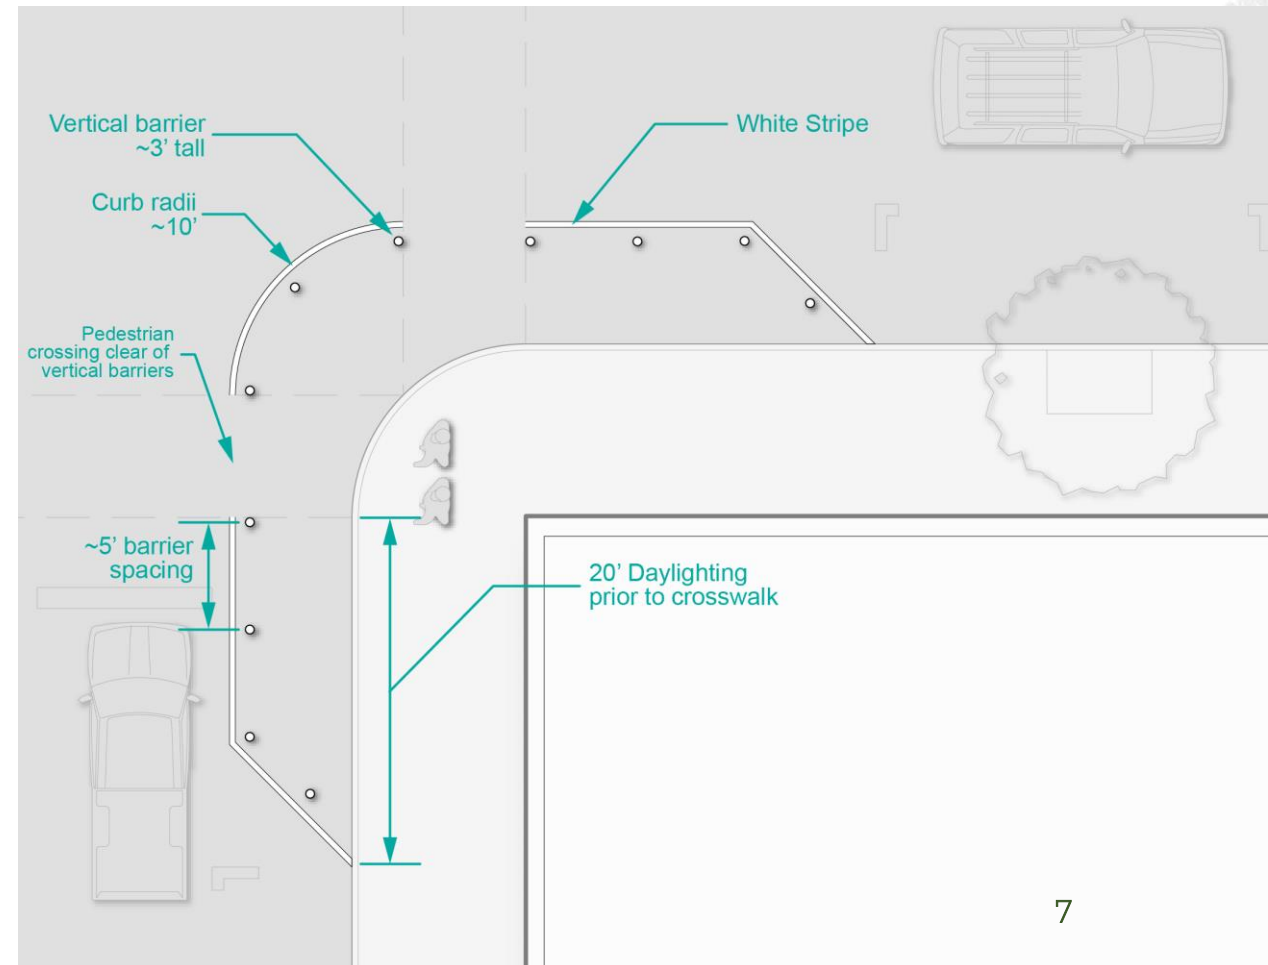 Vertical barrier
~3’ tall
White Stripe
Curb radii
~10’
Pedestrian
crossing clear of
vertical barriers
~5’ barrier
spacing
20’ Daylighting
prior to crosswalk
7